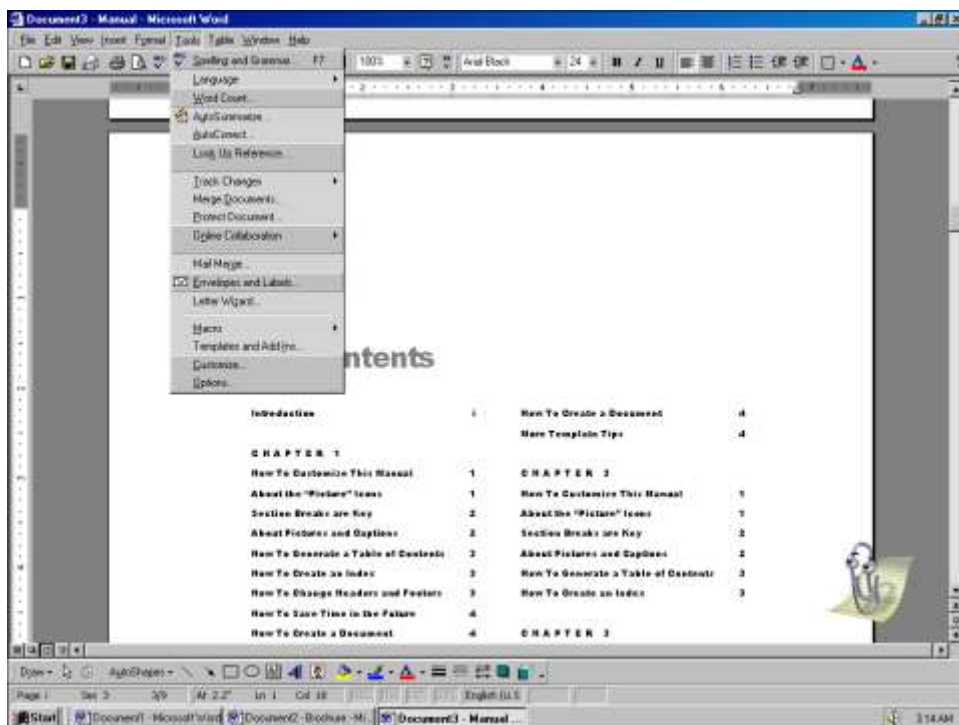 Document3 - Manual - Microsoft Word
File Edit View Insert Format Tools Table Window Help
Spelling and Grammar... F7
100%
Arial Black
24
B I U
Language
Word Count...
AutoSummarize...
AutoCorrect...
Look Up Reference...
Track Changes
Merge Documents...
Protect Document...
Online Collaboration
Mail Merge...
Envelopes and Labels...
Letter Wizard...
Macro
Templates and Add-Ins...
Customize...
Options...
ntents
Introduction i
CHAPTER 1
How To Customize This Manual 1
About the "Picture" Icons 1
Section Breaks are Key 2
About Pictures and Captions 2
How To Generate a Table of Contents 3
How To Create an Index 3
How To Change Headers and Footers 3
How To Save Time in the Future 4
How To Create a Document 4
How To Create a Document 4
More Template Tips 4
CHAPTER 2
How To Customize This Manual 1
About the "Picture" Icons 1
Section Breaks are Key 2
About Pictures and Captions 2
How To Generate a Table of Contents 3
How To Create an Index 3
CHAPTER 3
Draw AutoShapes
Page i Sec 3 3/9 At 2.2" Ln 1 Col 18 English (U.S.
Start Document1 - Microsoft Word Document2 - Brochure - Mi... Document3 - Manual ... 3:14 AM